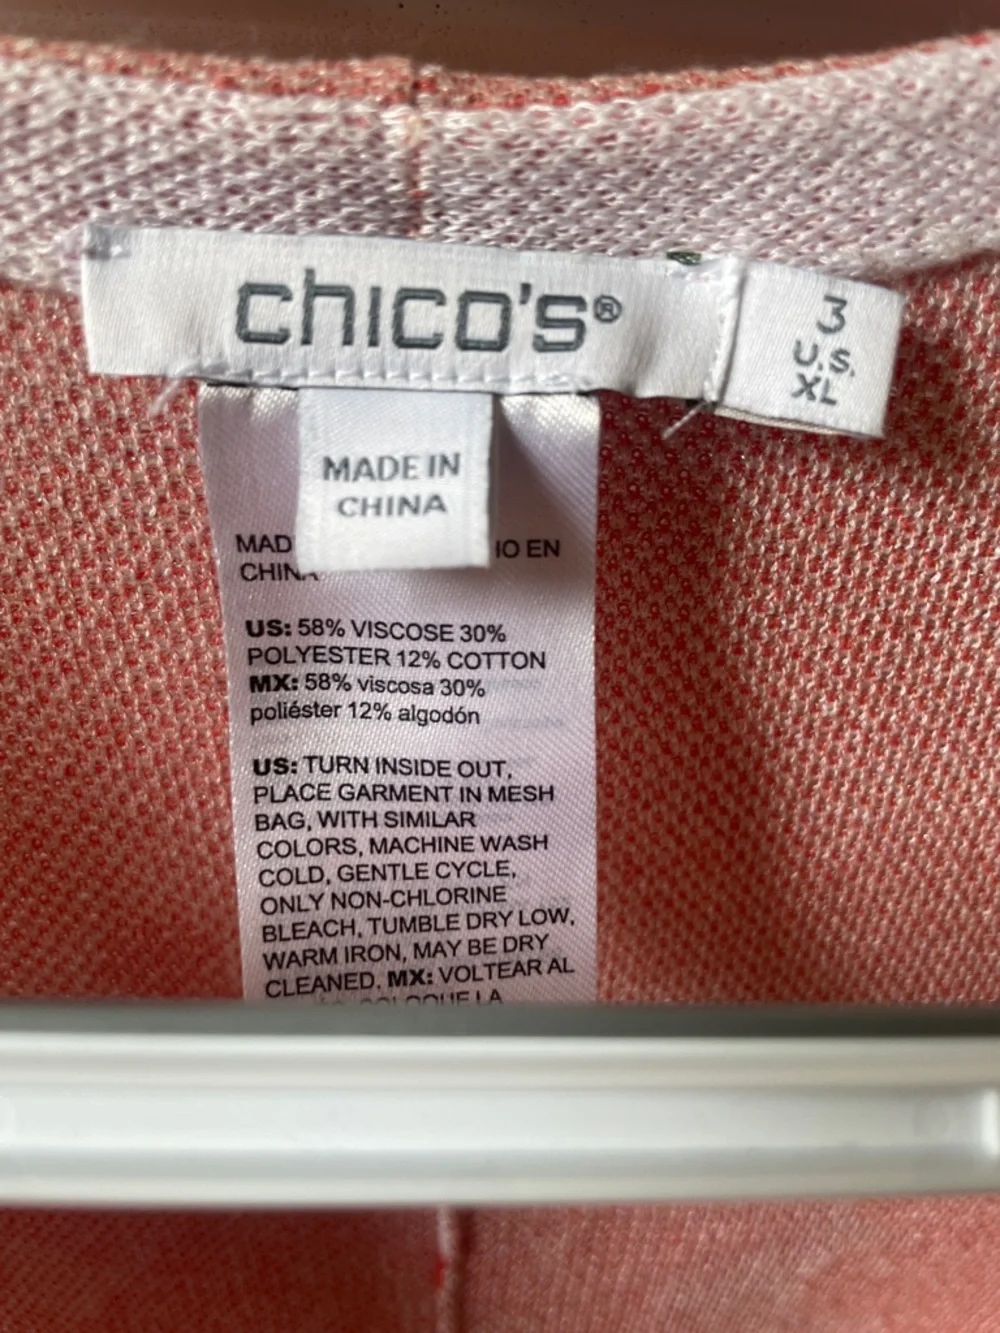 chico's®
3
U.S.
XL
MADE IN
CHINA
MAD IO EN
CHINA
US: 58% VISCOSE 30%
POLYESTER 12% COTTON
MX: 58% viscosa 30%
poliéster 12% algodón
US: TURN INSIDE OUT,
PLACE GARMENT IN MESH
BAG, WITH SIMILAR
COLORS, MACHINE WASH
COLD, GENTLE CYCLE,
ONLY NON-CHLORINE
BLEACH, TUMBLE DRY LOW,
WARM IRON, MAY BE DRY
CLEANED. MX: VOLTEAR AL
LA